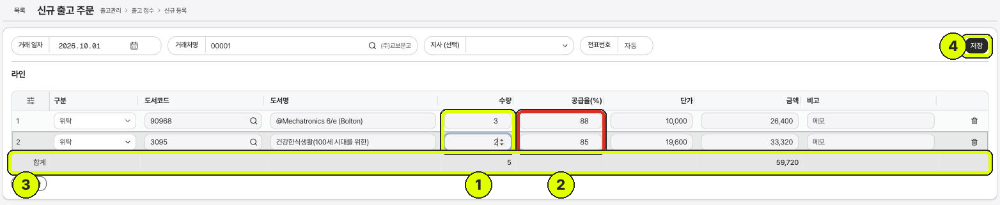 목록 신규 출고 주문 출고관리 > 출고 접수 > 신규 등록
거래 일자 2026.10.01 거래처명 00001 (주)교보문고 지사 (선택) 전표번호 자동 4 저장
라인
구분 도서코드 도서명 수량 공급율(%) 단가 금액 비고
1 위탁 90968 @Mechatronics 6/e (Bolton) 3 88 10,000 26,400 메모
2 위탁 3095 건강한식생활(100세 시대를 위한) 2 85 19,600 33,320 메모
합계 5 59,720
3 1 2